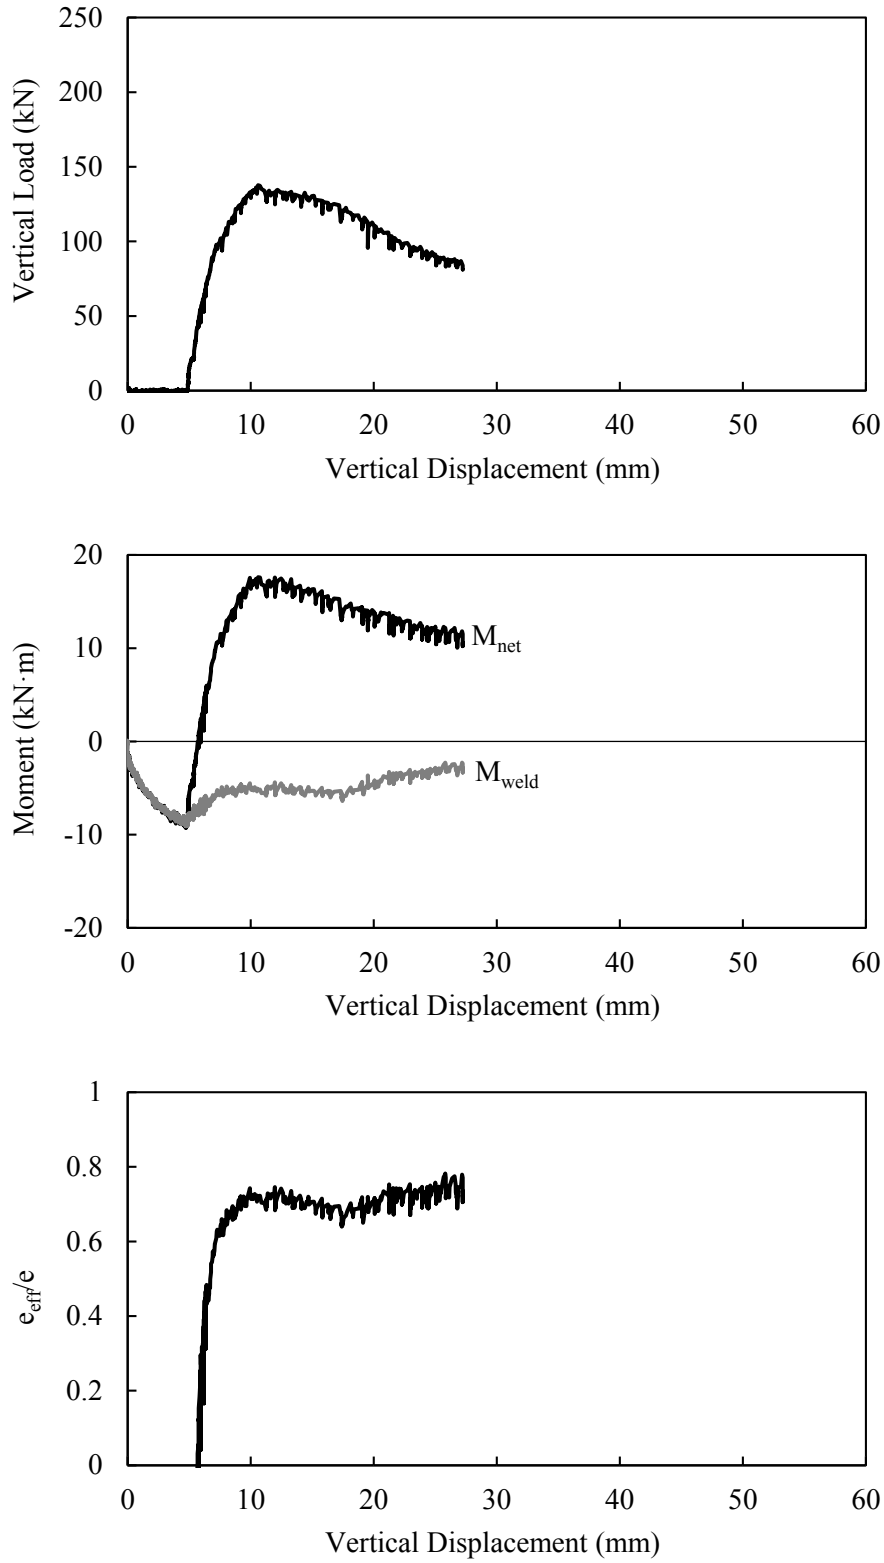 250
200
150
100
50
0
Vertical Load (kN)
0 10 20 30 40 50 60
Vertical Displacement (mm)
20
10
0
-10
-20
Moment (kN·m)
M_net
M_weld
0 10 20 30 40 50 60
Vertical Displacement (mm)
1
0.8
0.6
0.4
0.2
0
e_eff/e
0 10 20 30 40 50 60
Vertical Displacement (mm)